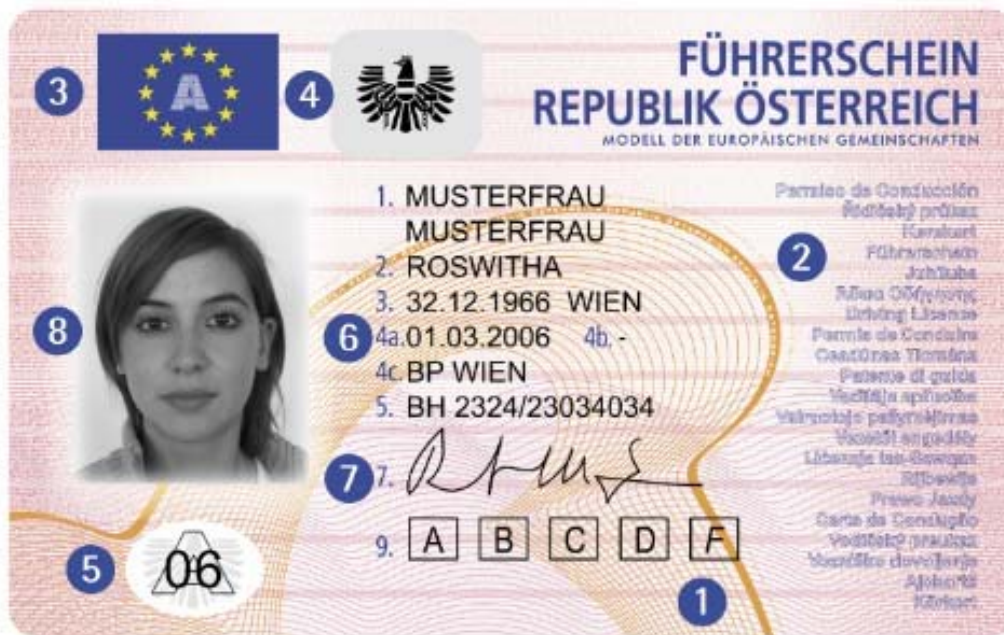 3
A
4
FÜHRERSCHEIN
REPUBLIK ÖSTERREICH
MODELL DER EUROPÄISCHEN GEMEINSCHAFTEN
1. MUSTERFRAU
MUSTERFRAU
2. ROSWITHA
3. 32.12.1966 WIEN
6
4a. 01.03.2006 4b. -
4c. BP WIEN
5. BH 2324/23034034
7
7.
9. A B C D F
8
5
06
1
2
Permiso de Conducción
Řidičský průkaz
Kørekort
Führerschein
Juhiluba
Άδεια Οδήγησης
Driving Licence
Permis de Conduire
Ceadúnas Tiomána
Patente di guida
Vadītāja apliecība
Vairuotojo pažymėjimas
Vezetői engedély
Liċenzja tas-Sewqan
Rijbewijs
Prawo Jazdy
Carta de Condução
Vodičský preukaz
Vozniško dovoljenje
Ajokortti
Körkort